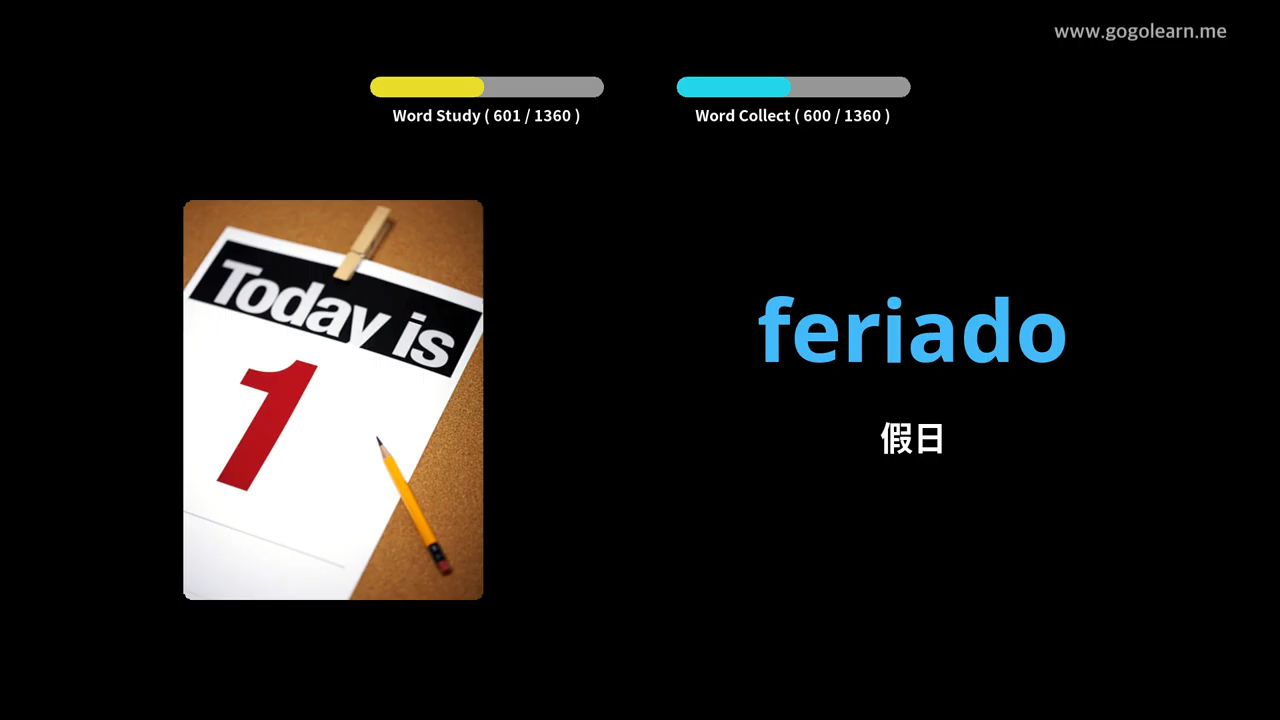 www.gogolearn.me
Word Study ( 601 / 1360 )
Word Collect ( 600 / 1360 )
Today is
1
feriado
假日